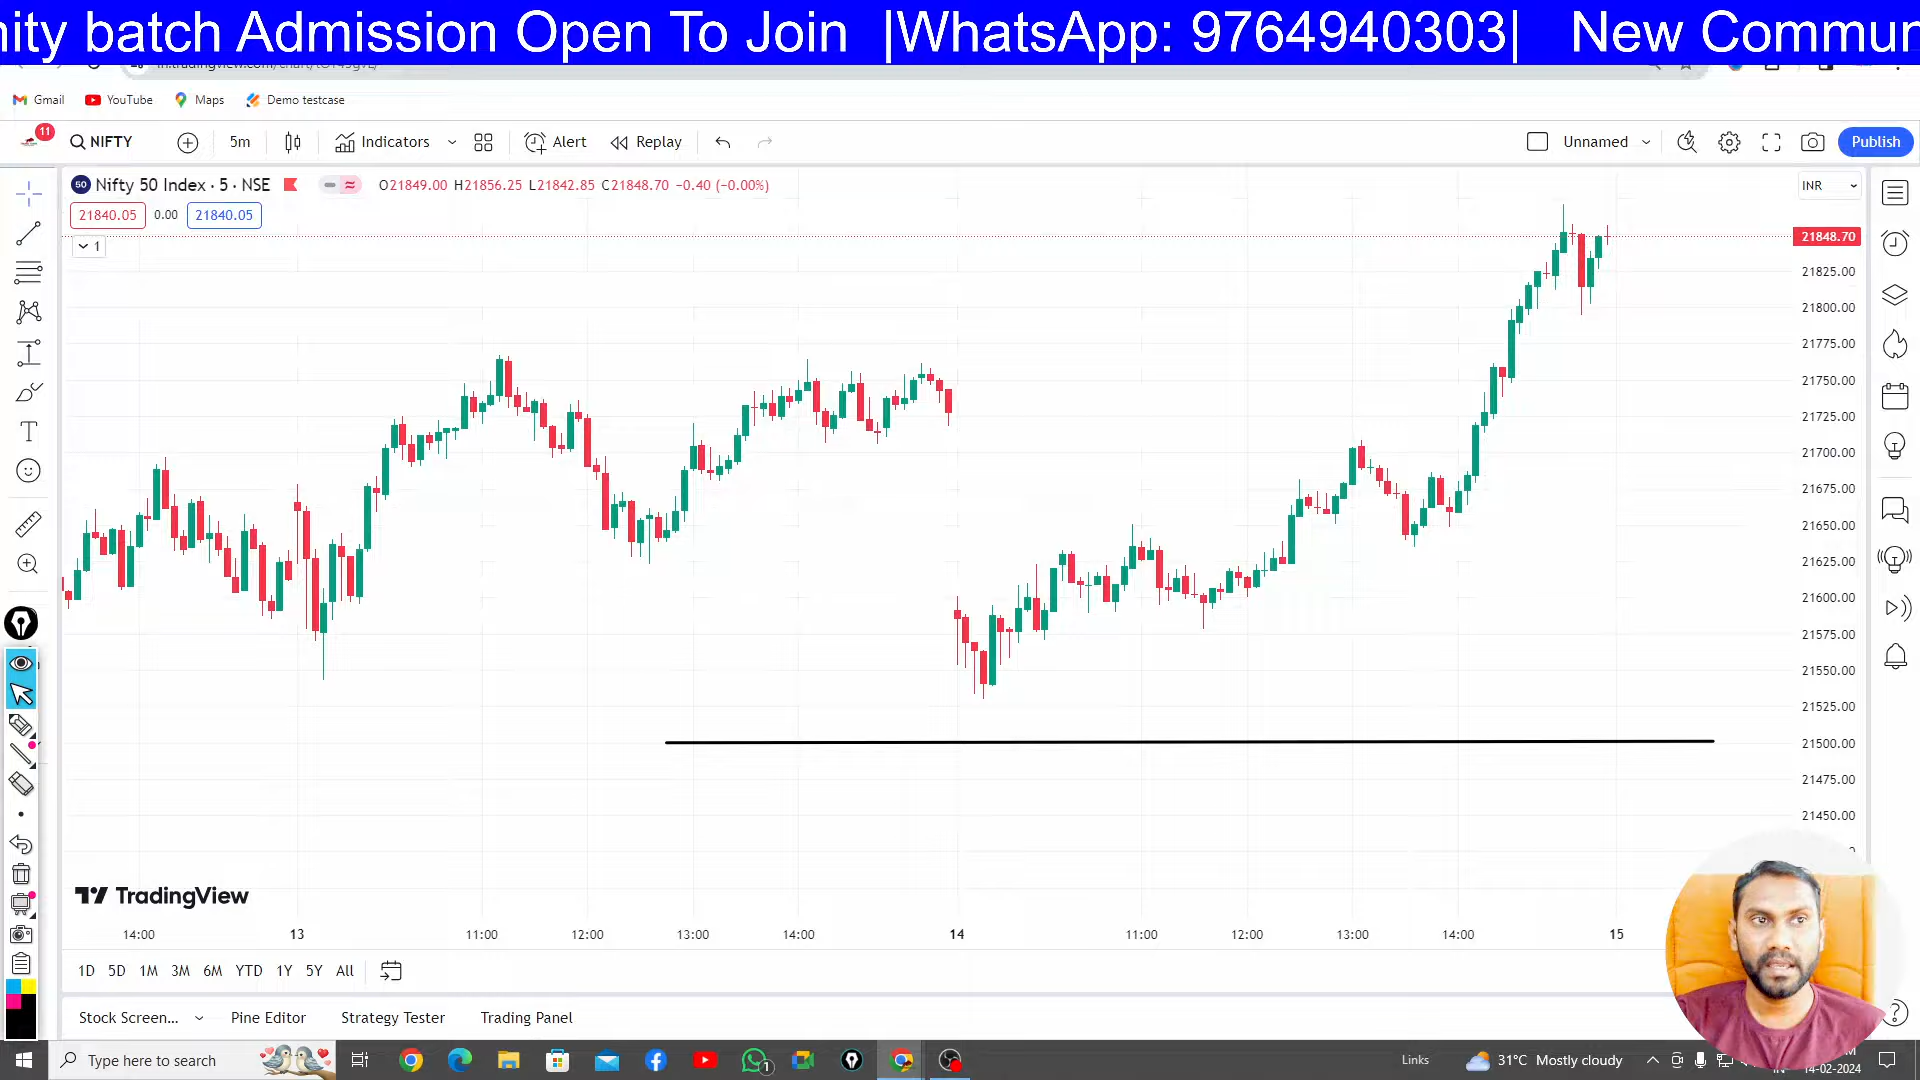 nity batch Admission Open To Join |WhatsApp: 9764940303| New Commun
Gmail YouTube Maps Demo testcase
11 NIFTY 5m Indicators Alert Replay Unnamed Publish
50 Nifty 50 Index · 5 · NSE O21849.00 H21856.25 L21842.85 C21848.70 −0.40 (−0.00%) INR
21840.05 0.00 21840.05
1
21848.70
21825.00
21800.00
21775.00
21750.00
21725.00
21700.00
21675.00
21650.00
21625.00
21600.00
21575.00
21550.00
21525.00
21500.00
21475.00
21450.00
TradingView
14:00 13 11:00 12:00 13:00 14:00 14 11:00 12:00 13:00 14:00 15
1D 5D 1M 3M 6M YTD 1Y 5Y All
Stock Screen... Pine Editor Strategy Tester Trading Panel
Type here to search 1 Links 31°C Mostly cloudy
14-02-2024